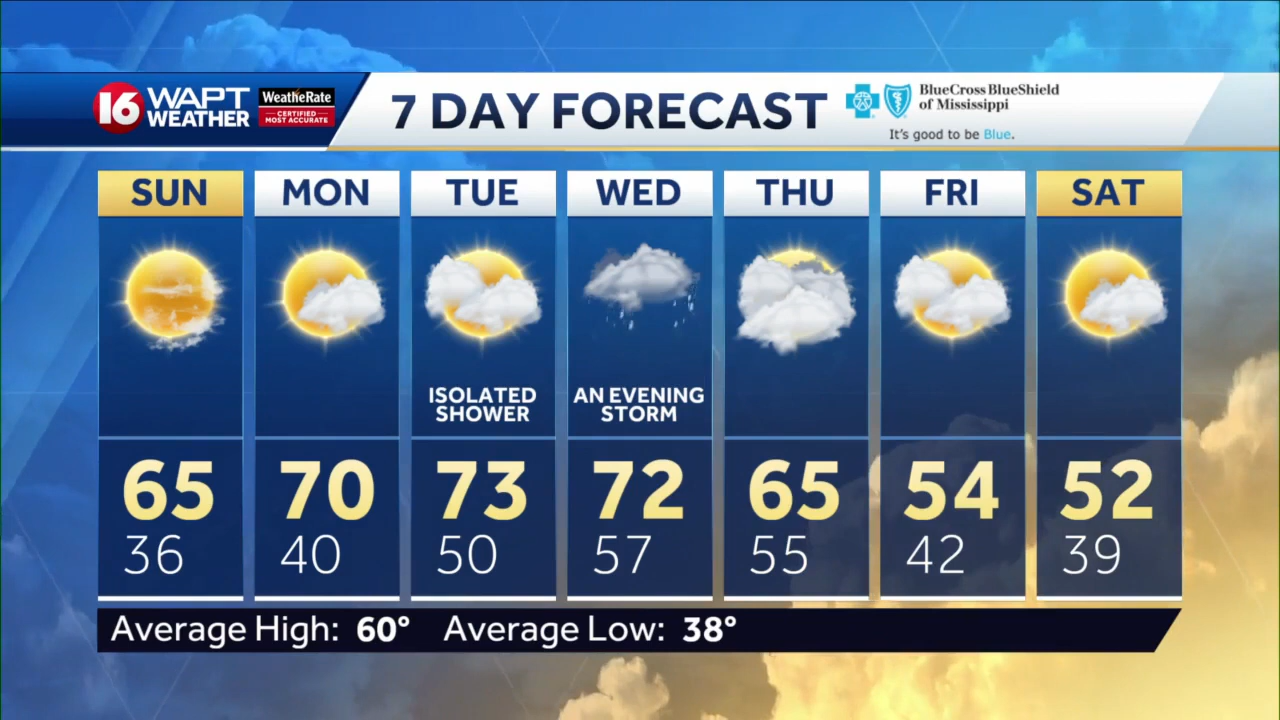 16 WAPT WEATHER
WeatheRate
CERTIFIED
MOST ACCURATE
7 DAY FORECAST
BlueCross BlueShield
of Mississippi
It's good to be Blue.
SUN MON TUE WED THU FRI SAT
ISOLATED SHOWER
AN EVENING STORM
65 70 73 72 65 54 52
36 40 50 57 55 42 39
Average High: 60° Average Low: 38°